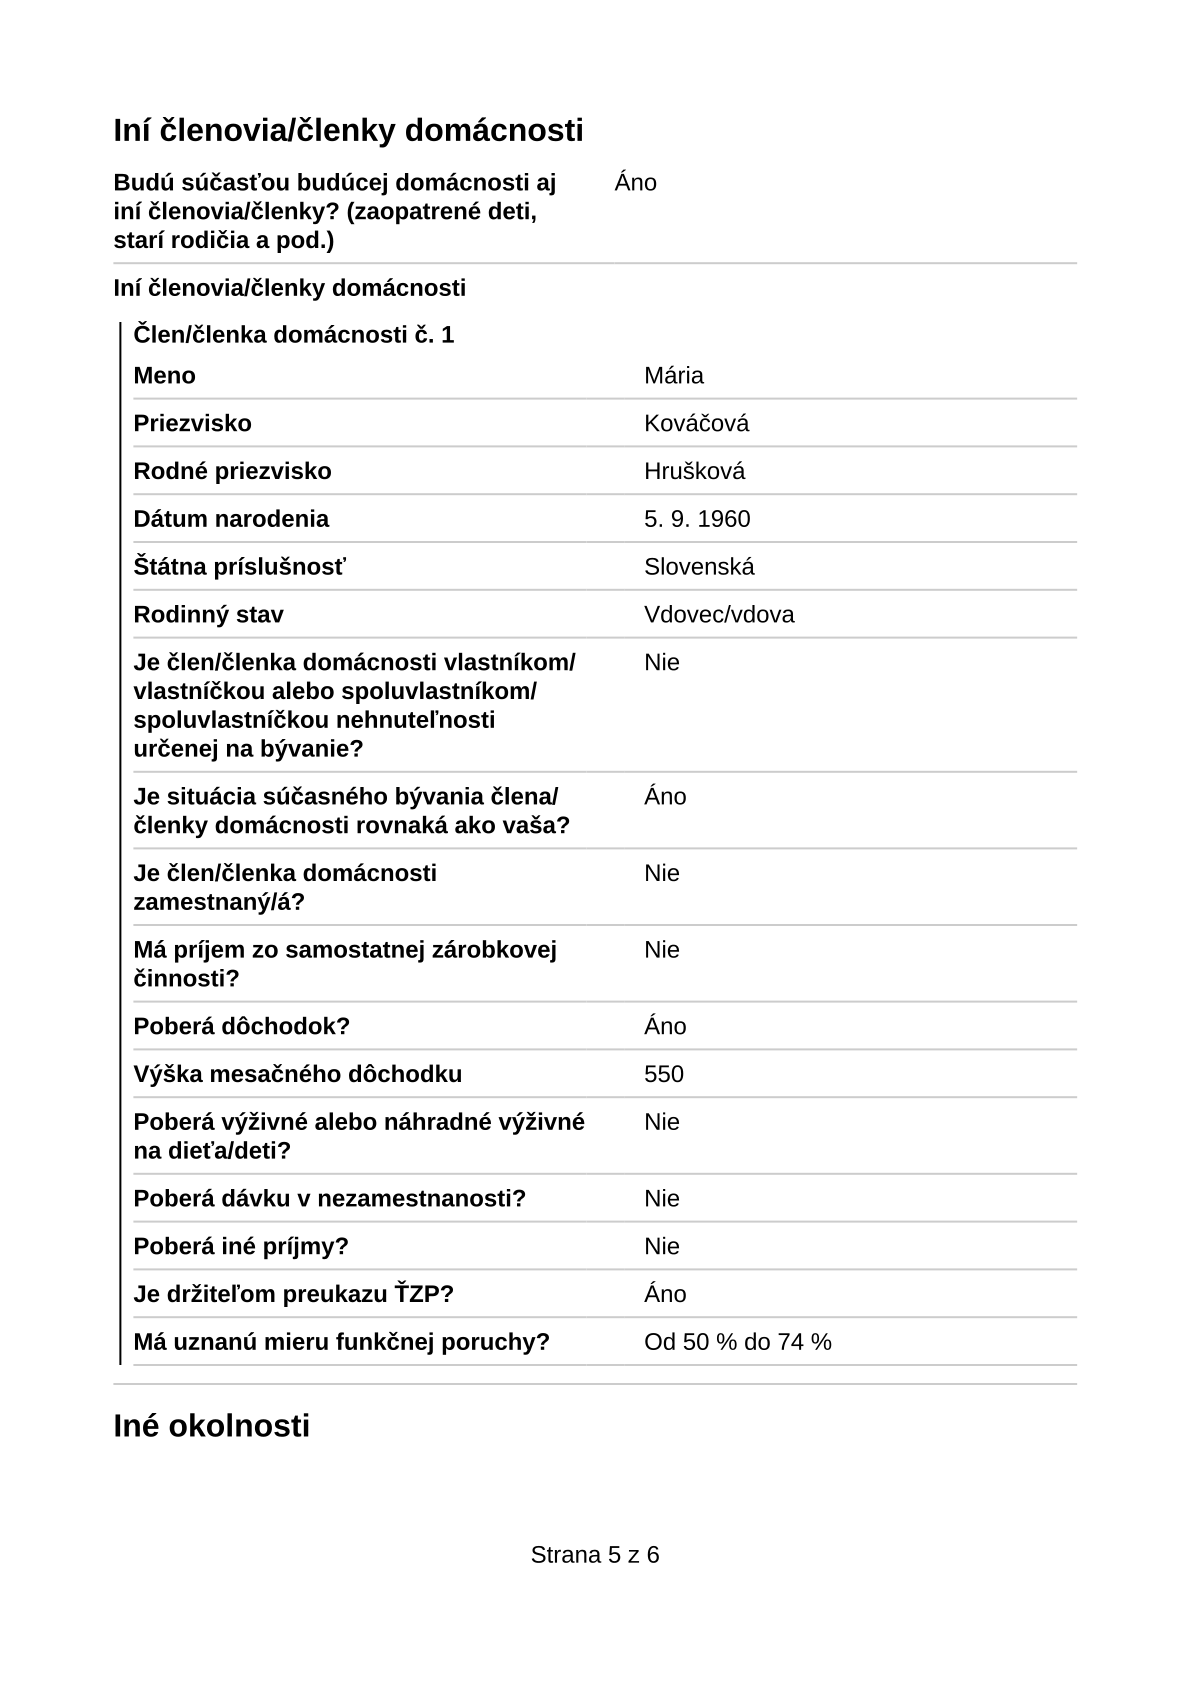 Iní členovia/členky domácnosti
Budú súčasťou budúcej domácnosti aj Áno
iní členovia/členky? (zaopatrené deti,
starí rodičia a pod.)
Iní členovia/členky domácnosti
Člen/členka domácnosti č. 1
Meno Mária
Priezvisko Kováčová
Rodné priezvisko Hrušková
Dátum narodenia 5. 9. 1960
Štátna príslušnosť Slovenská
Rodinný stav Vdovec/vdova
Je člen/členka domácnosti vlastníkom/ Nie
vlastníčkou alebo spoluvlastníkom/
spoluvlastníčkou nehnuteľnosti
určenej na bývanie?
Je situácia súčasného bývania člena/ Áno
členky domácnosti rovnaká ako vaša?
Je člen/členka domácnosti Nie
zamestnaný/á?
Má príjem zo samostatnej zárobkovej Nie
činnosti?
Poberá dôchodok? Áno
Výška mesačného dôchodku 550
Poberá výživné alebo náhradné výživné Nie
na dieťa/deti?
Poberá dávku v nezamestnanosti? Nie
Poberá iné príjmy? Nie
Je držiteľom preukazu ŤZP? Áno
Má uznanú mieru funkčnej poruchy? Od 50 % do 74 %
Iné okolnosti
Strana 5 z 6